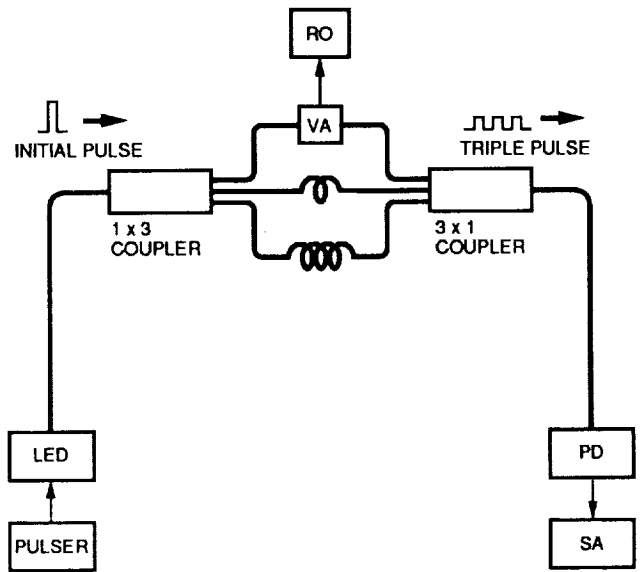 RO
VA
INITIAL PULSE
TRIPLE PULSE
1 x 3
COUPLER
3 x 1
COUPLER
LED
PD
PULSER
SA